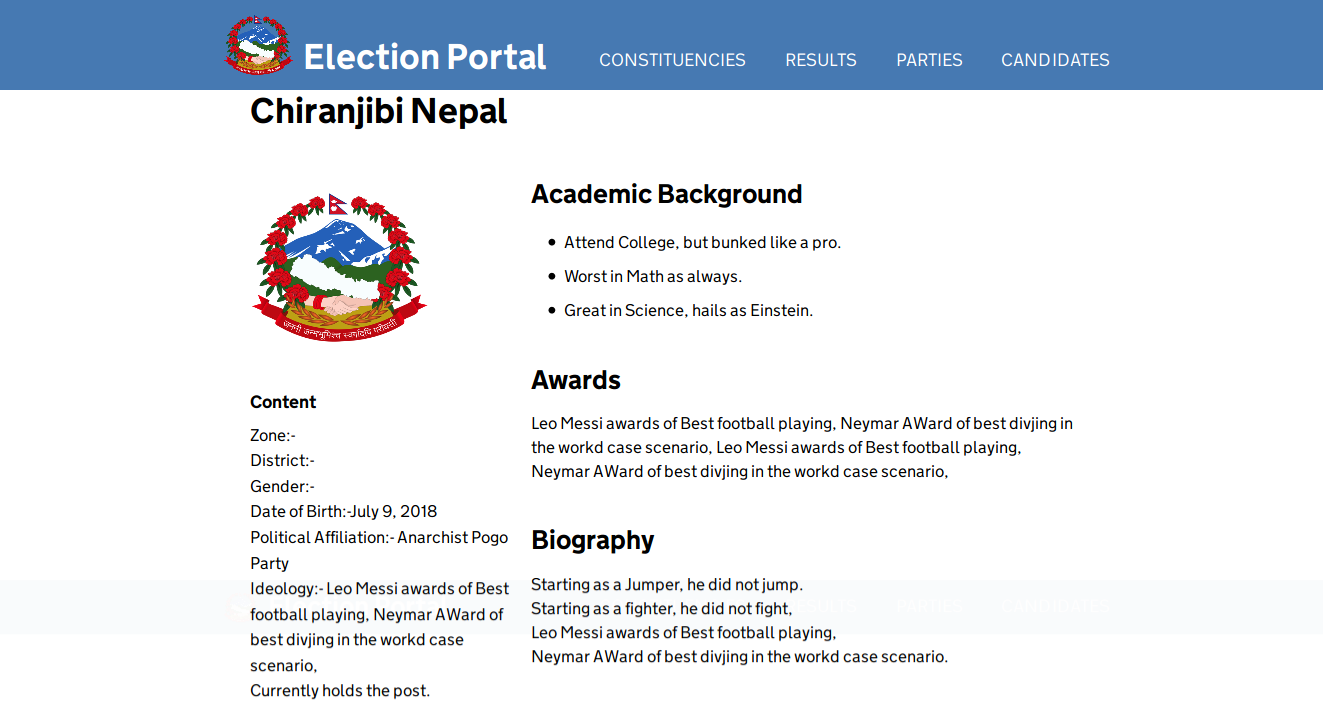 Election Portal
CONSTITUENCIES RESULTS PARTIES CANDIDATES
Chiranjibi Nepal
Academic Background
Attend College, but bunked like a pro.
Worst in Math as always.
Great in Science, hails as Einstein.
Awards
Leo Messi awards of Best football playing, Neymar AWard of best divjing in
the workd case scenario, Leo Messi awards of Best football playing,
Neymar AWard of best divjing in the workd case scenario,
Biography
Starting as a Jumper, he did not jump.
Starting as a fighter, he did not fight,
Leo Messi awards of Best football playing,
Neymar AWard of best divjing in the workd case scenario.
Content
Zone:-
District:-
Gender:-
Date of Birth:-July 9, 2018
Political Affiliation:- Anarchist Pogo
Party
Ideology:- Leo Messi awards of Best
football playing, Neymar AWard of
best divjing in the workd case
scenario,
Currently holds the post.